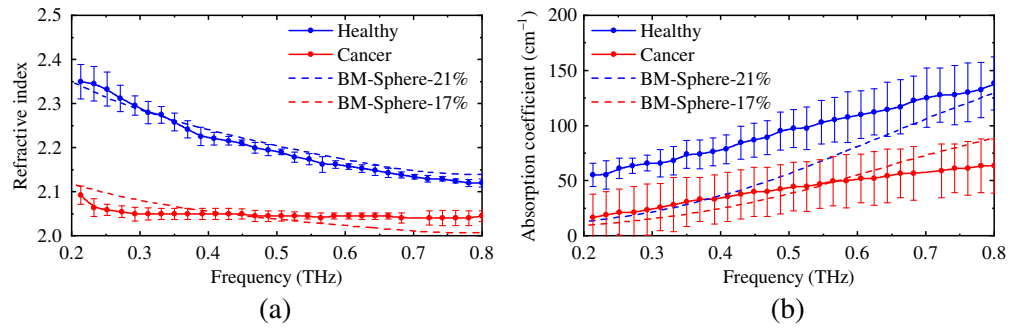 2.5
2.4
2.3
2.2
2.1
2.0
Refractive index
Healthy
Cancer
BM-Sphere-21%
BM-Sphere-17%
0.2 0.3 0.4 0.5 0.6 0.7 0.8
Frequency (THz)
(a)
200
150
100
50
0
Absorption coefficient (cm⁻¹)
Healthy
Cancer
BM-Sphere-21%
BM-Sphere-17%
0.2 0.3 0.4 0.5 0.6 0.7 0.8
Frequency (THz)
(b)